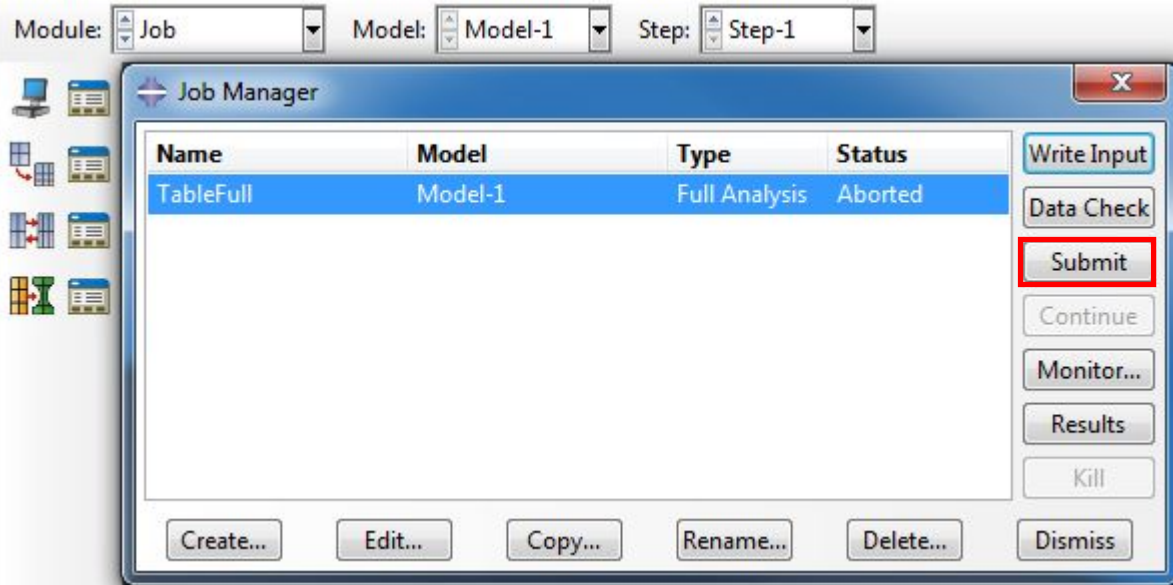 Module: Job Model: Model-1 Step: Step-1
Job Manager
Name Model Type Status
TableFull Model-1 Full Analysis Aborted
Write Input
Data Check
Submit
Continue
Monitor...
Results
Kill
Create... Edit... Copy... Rename... Delete... Dismiss